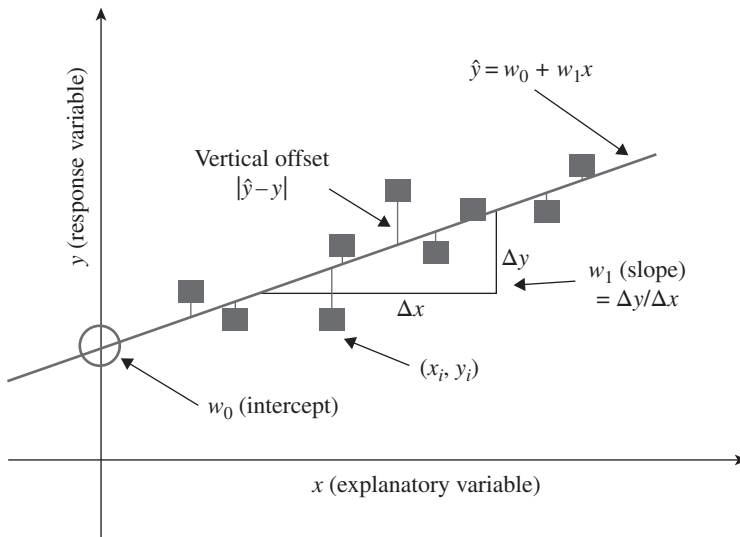 ŷ = w₀ + w₁x
Vertical offset
|ŷ – y|
y (response variable)
Δy
w₁ (slope)
= Δy/Δx
Δx
(xᵢ, yᵢ)
w₀ (intercept)
x (explanatory variable)